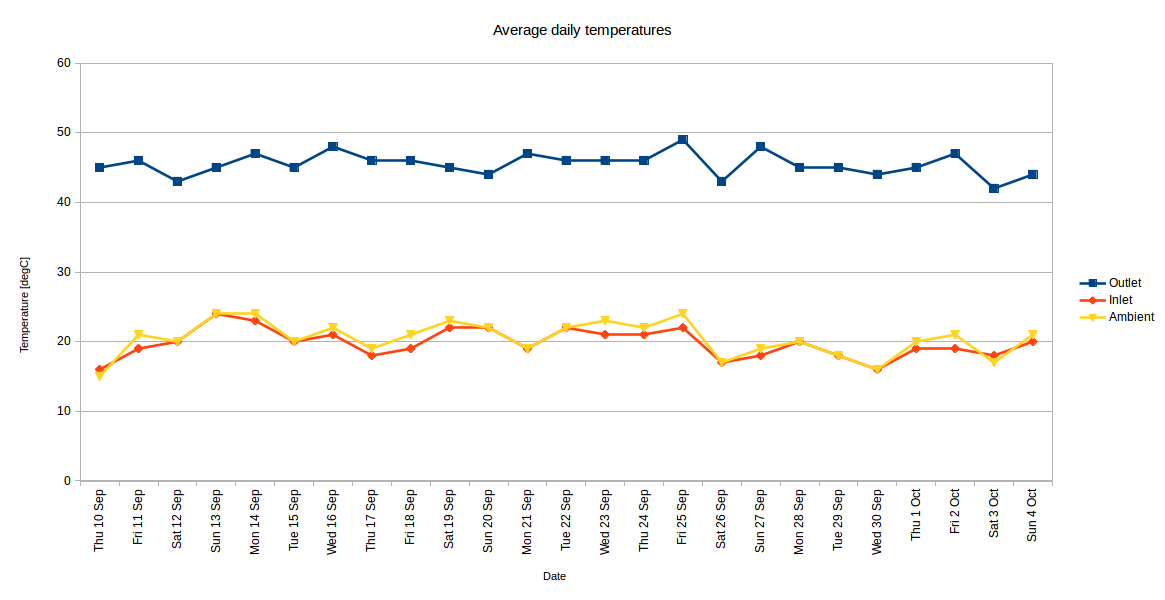 Average daily temperatures
60
50
40
30
20
10
0
Temperature [degC]
Thu 10 Sep
Fri 11 Sep
Sat 12 Sep
Sun 13 Sep
Mon 14 Sep
Tue 15 Sep
Wed 16 Sep
Thu 17 Sep
Fri 18 Sep
Sat 19 Sep
Sun 20 Sep
Mon 21 Sep
Tue 22 Sep
Wed 23 Sep
Thu 24 Sep
Fri 25 Sep
Sat 26 Sep
Sun 27 Sep
Mon 28 Sep
Tue 29 Sep
Wed 30 Sep
Thu 1 Oct
Fri 2 Oct
Sat 3 Oct
Sun 4 Oct
Date
Outlet
Inlet
Ambient